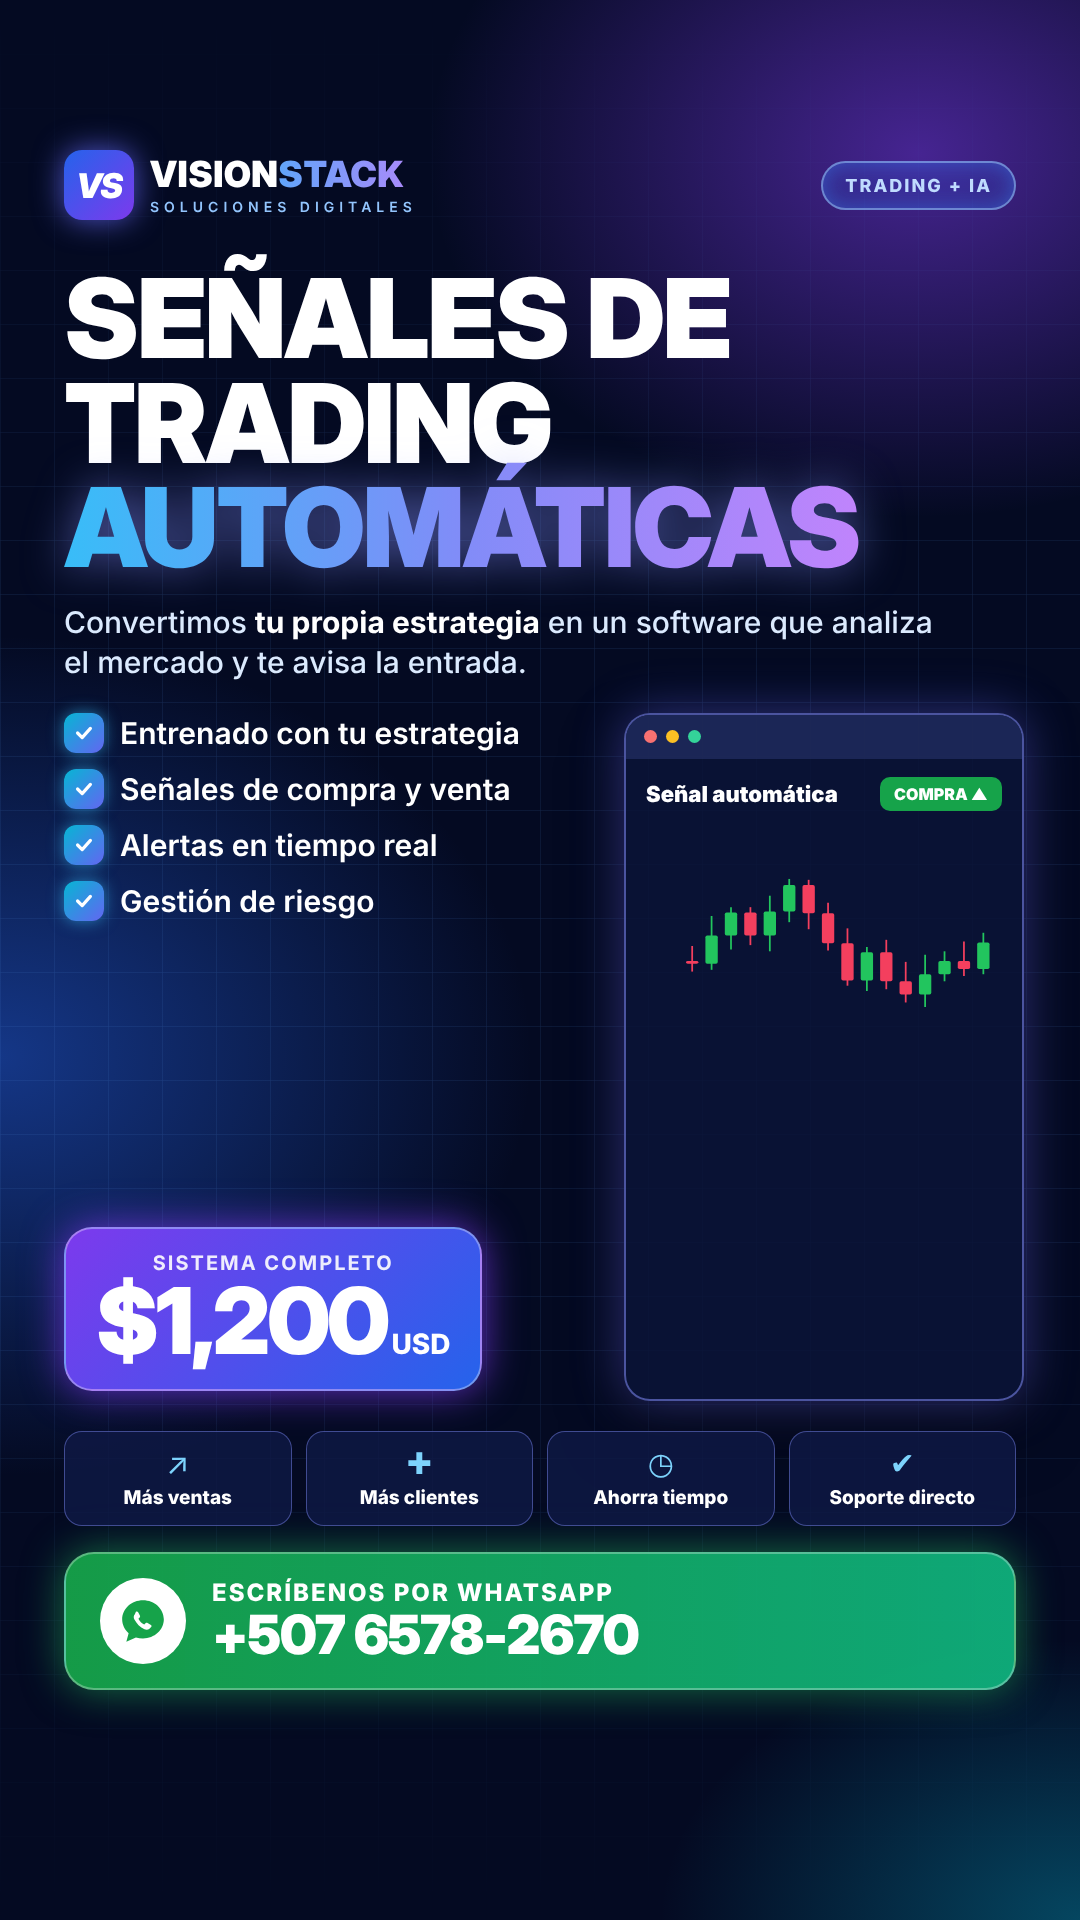 VS
VISIONSTACK
SOLUCIONES DIGITALES
TRADING + IA
SEÑALES DE
TRADING
AUTOMÁTICAS
Convertimos tu propia estrategia en un software que analiza
el mercado y te avisa la entrada.
Entrenado con tu estrategia
Señales de compra y venta
Alertas en tiempo real
Gestión de riesgo
Señal automática
COMPRA ▲
SISTEMA COMPLETO
$1,200 USD
Más ventas
Más clientes
Ahorra tiempo
Soporte directo
ESCRÍBENOS POR WHATSAPP
+507 6578-2670